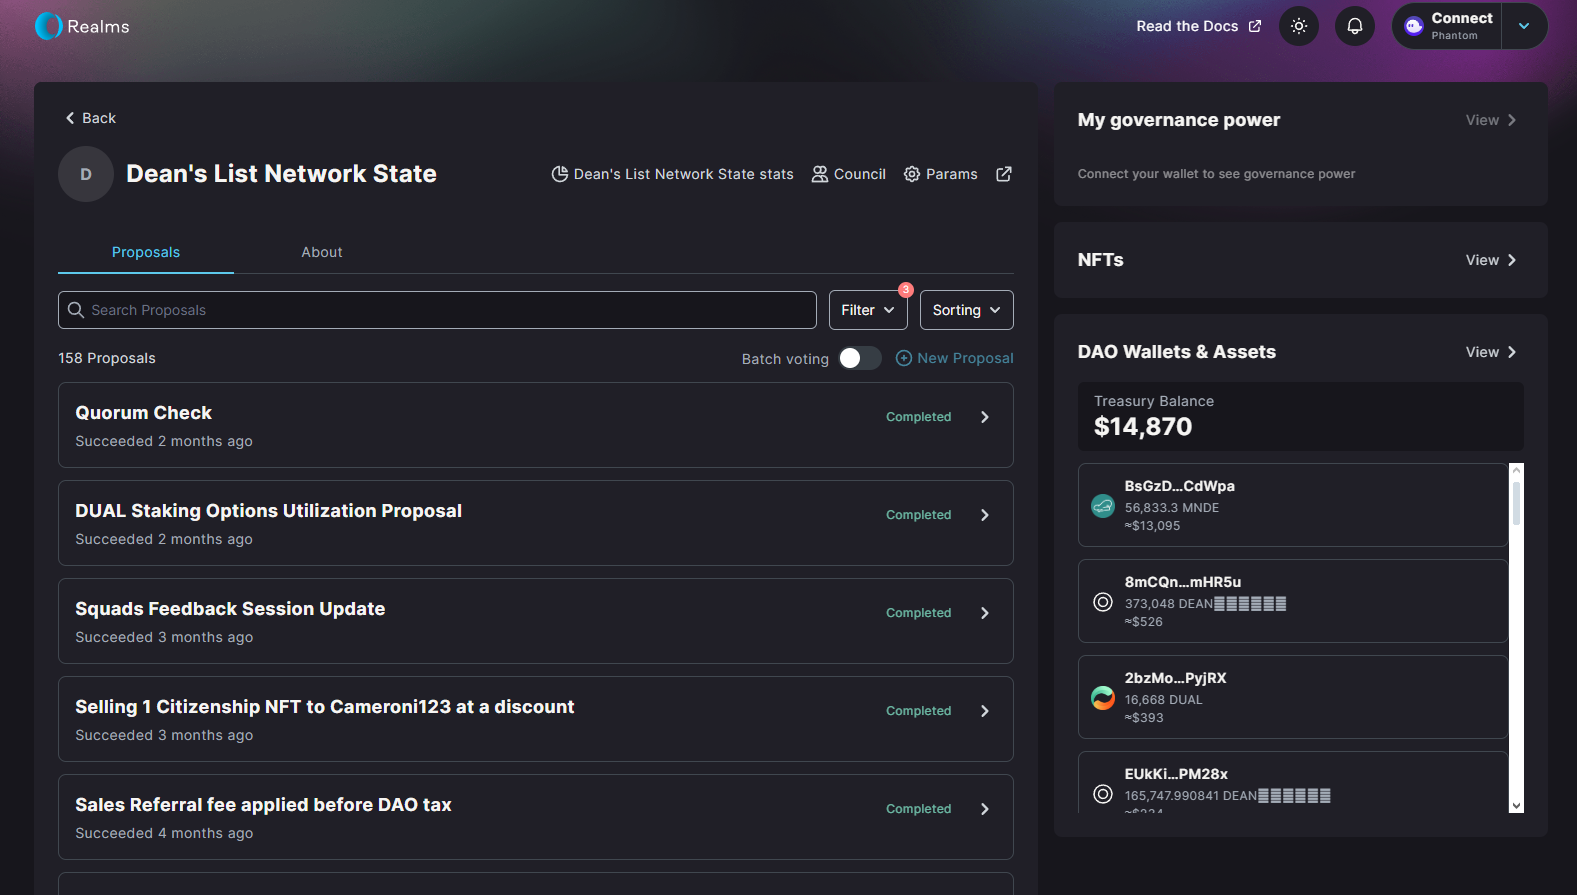 Realms
Read the Docs
Connect
Phantom
Back
D
Dean's List Network State
Dean's List Network State stats
Council
Params
Proposals
About
Search Proposals
Filter
3
Sorting
158 Proposals
Batch voting
New Proposal
Quorum Check
Succeeded 2 months ago
Completed
DUAL Staking Options Utilization Proposal
Succeeded 2 months ago
Completed
Squads Feedback Session Update
Succeeded 3 months ago
Completed
Selling 1 Citizenship NFT to Cameroni123 at a discount
Succeeded 3 months ago
Completed
Sales Referral fee applied before DAO tax
Succeeded 4 months ago
Completed
My governance power
View
Connect your wallet to see governance power
NFTs
View
DAO Wallets & Assets
View
Treasury Balance
$14,870
BsGzD...CdWpa
56,833.3 MNDE
≈$13,095
8mCQn...mHR5u
373,048 DEAN
≈$526
2bzMo...PyjRX
16,668 DUAL
≈$393
EUkKi...PM28x
165,747.990841 DEAN